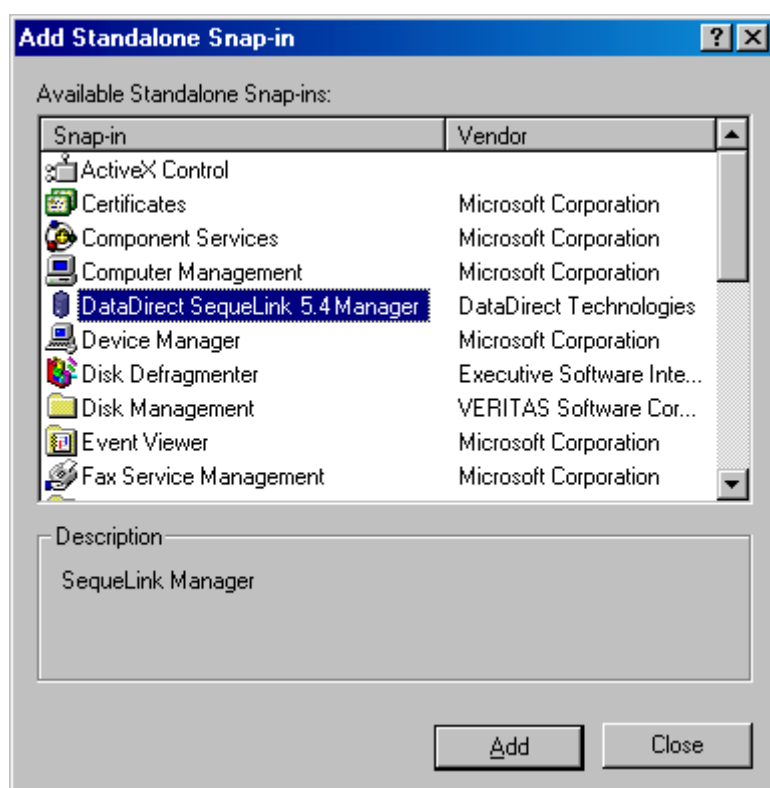 Add Standalone Snap-in
Available Standalone Snap-ins:
Snap-in Vendor
ActiveX Control
Certificates Microsoft Corporation
Component Services Microsoft Corporation
Computer Management Microsoft Corporation
DataDirect SequeLink 5.4 Manager DataDirect Technologies
Device Manager Microsoft Corporation
Disk Defragmenter Executive Software Inte...
Disk Management VERITAS Software Cor...
Event Viewer Microsoft Corporation
Fax Service Management Microsoft Corporation
Description
SequeLink Manager
Add Close